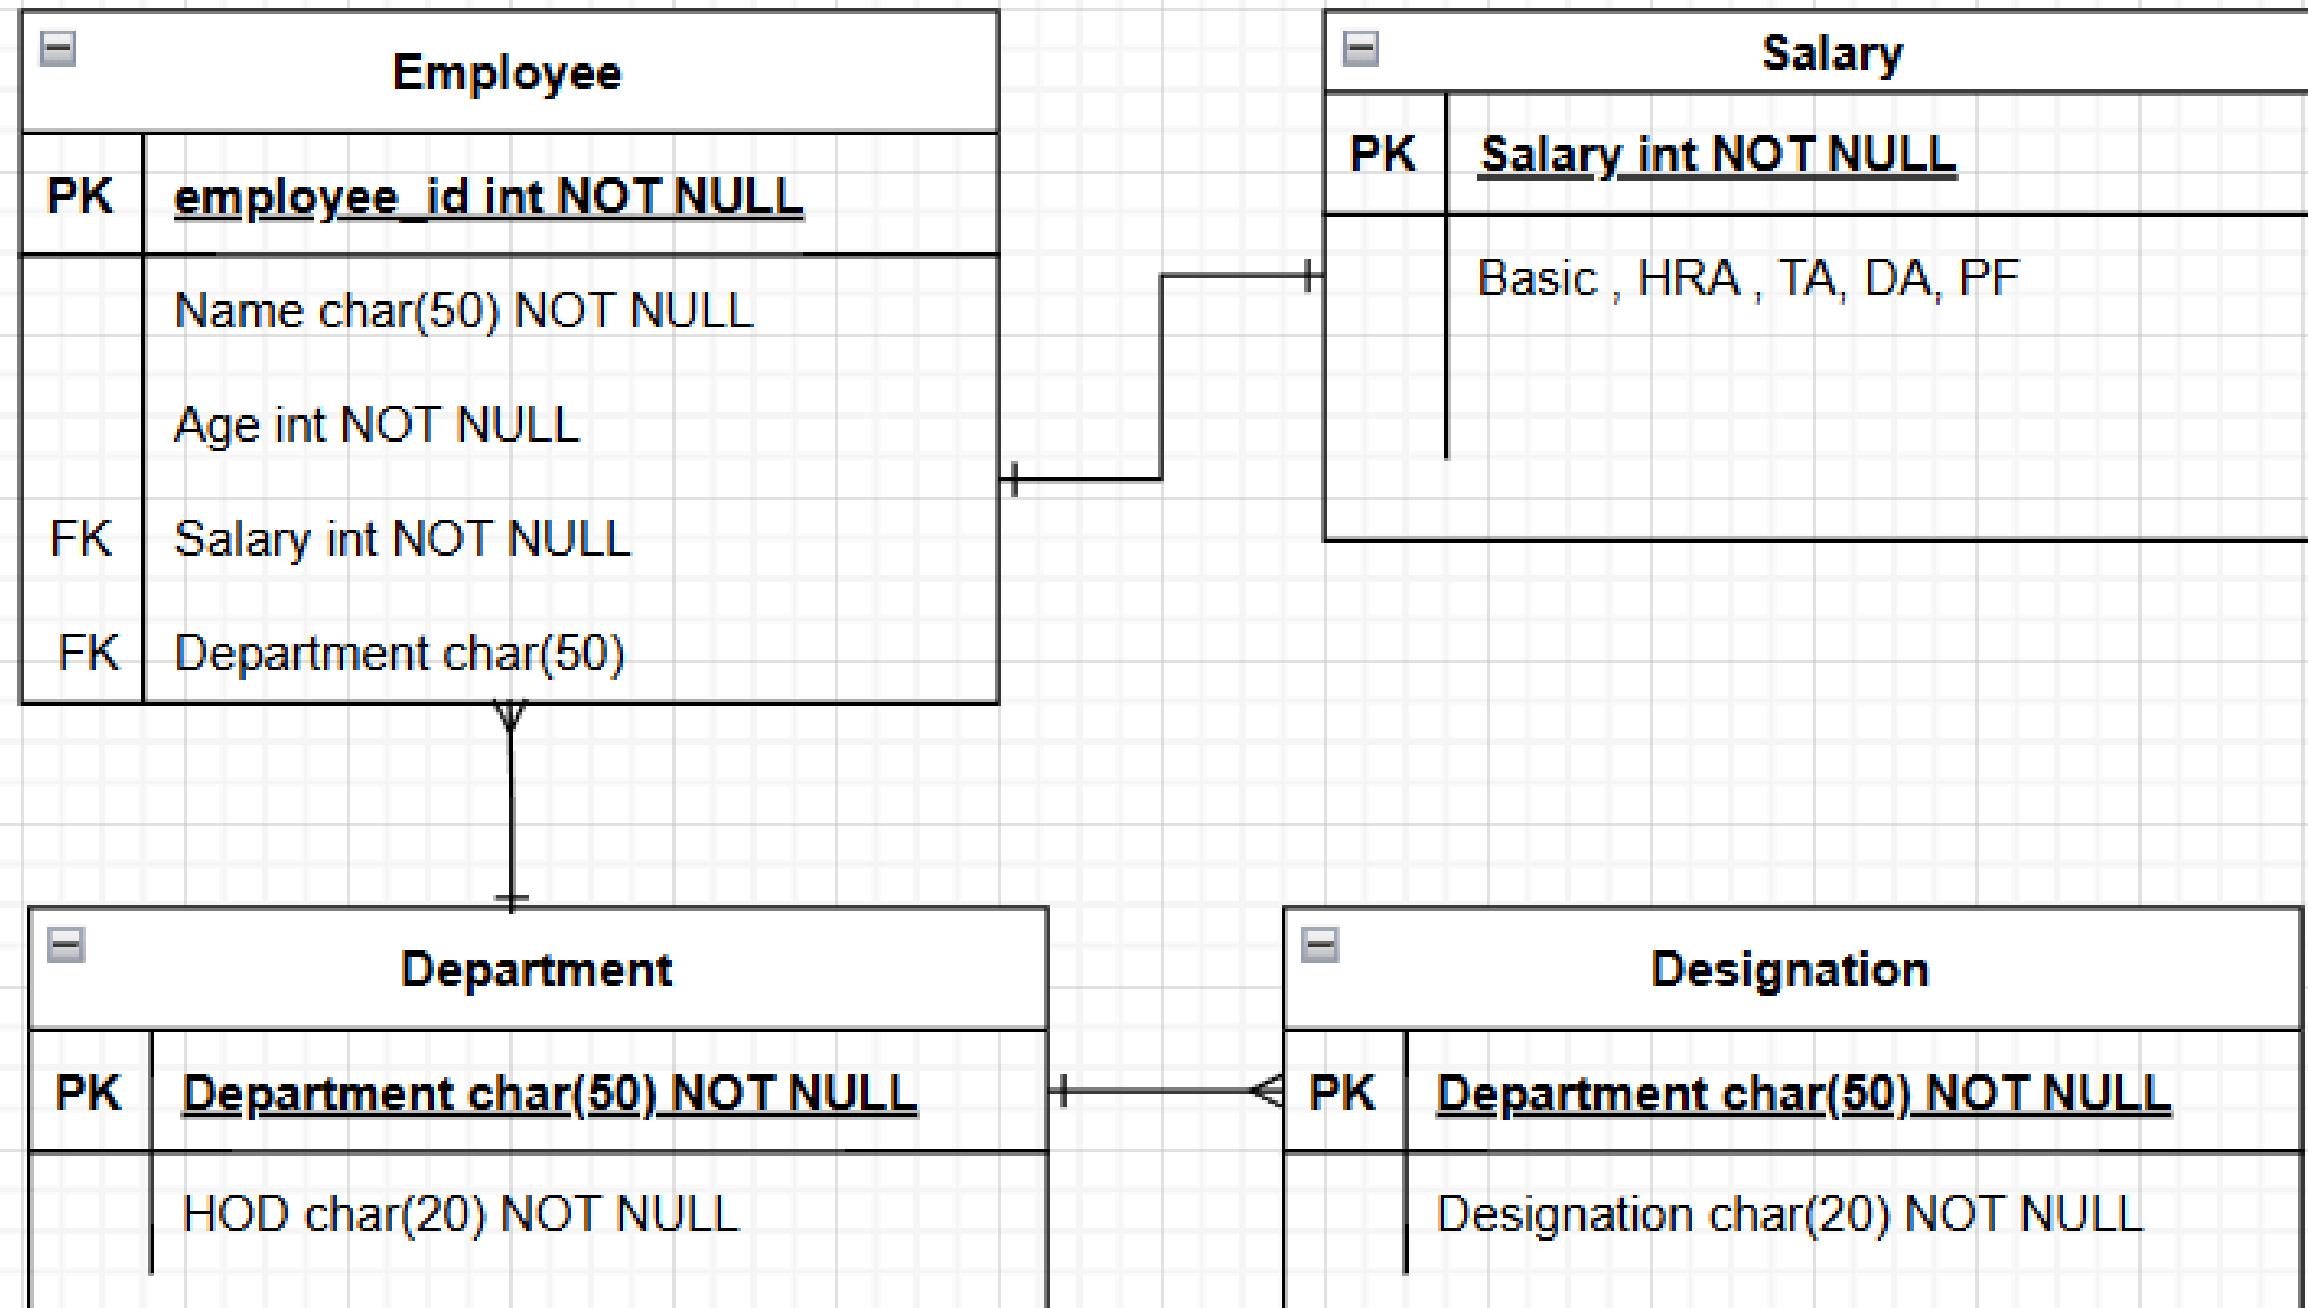 Employee
PK employee_id int NOT NULL
Name char(50) NOT NULL
Age int NOT NULL
FK Salary int NOT NULL
FK Department char(50)
Salary
PK Salary int NOT NULL
Basic , HRA , TA, DA, PF
Department
PK Department char(50) NOT NULL
HOD char(20) NOT NULL
Designation
PK Department char(50) NOT NULL
Designation char(20) NOT NULL